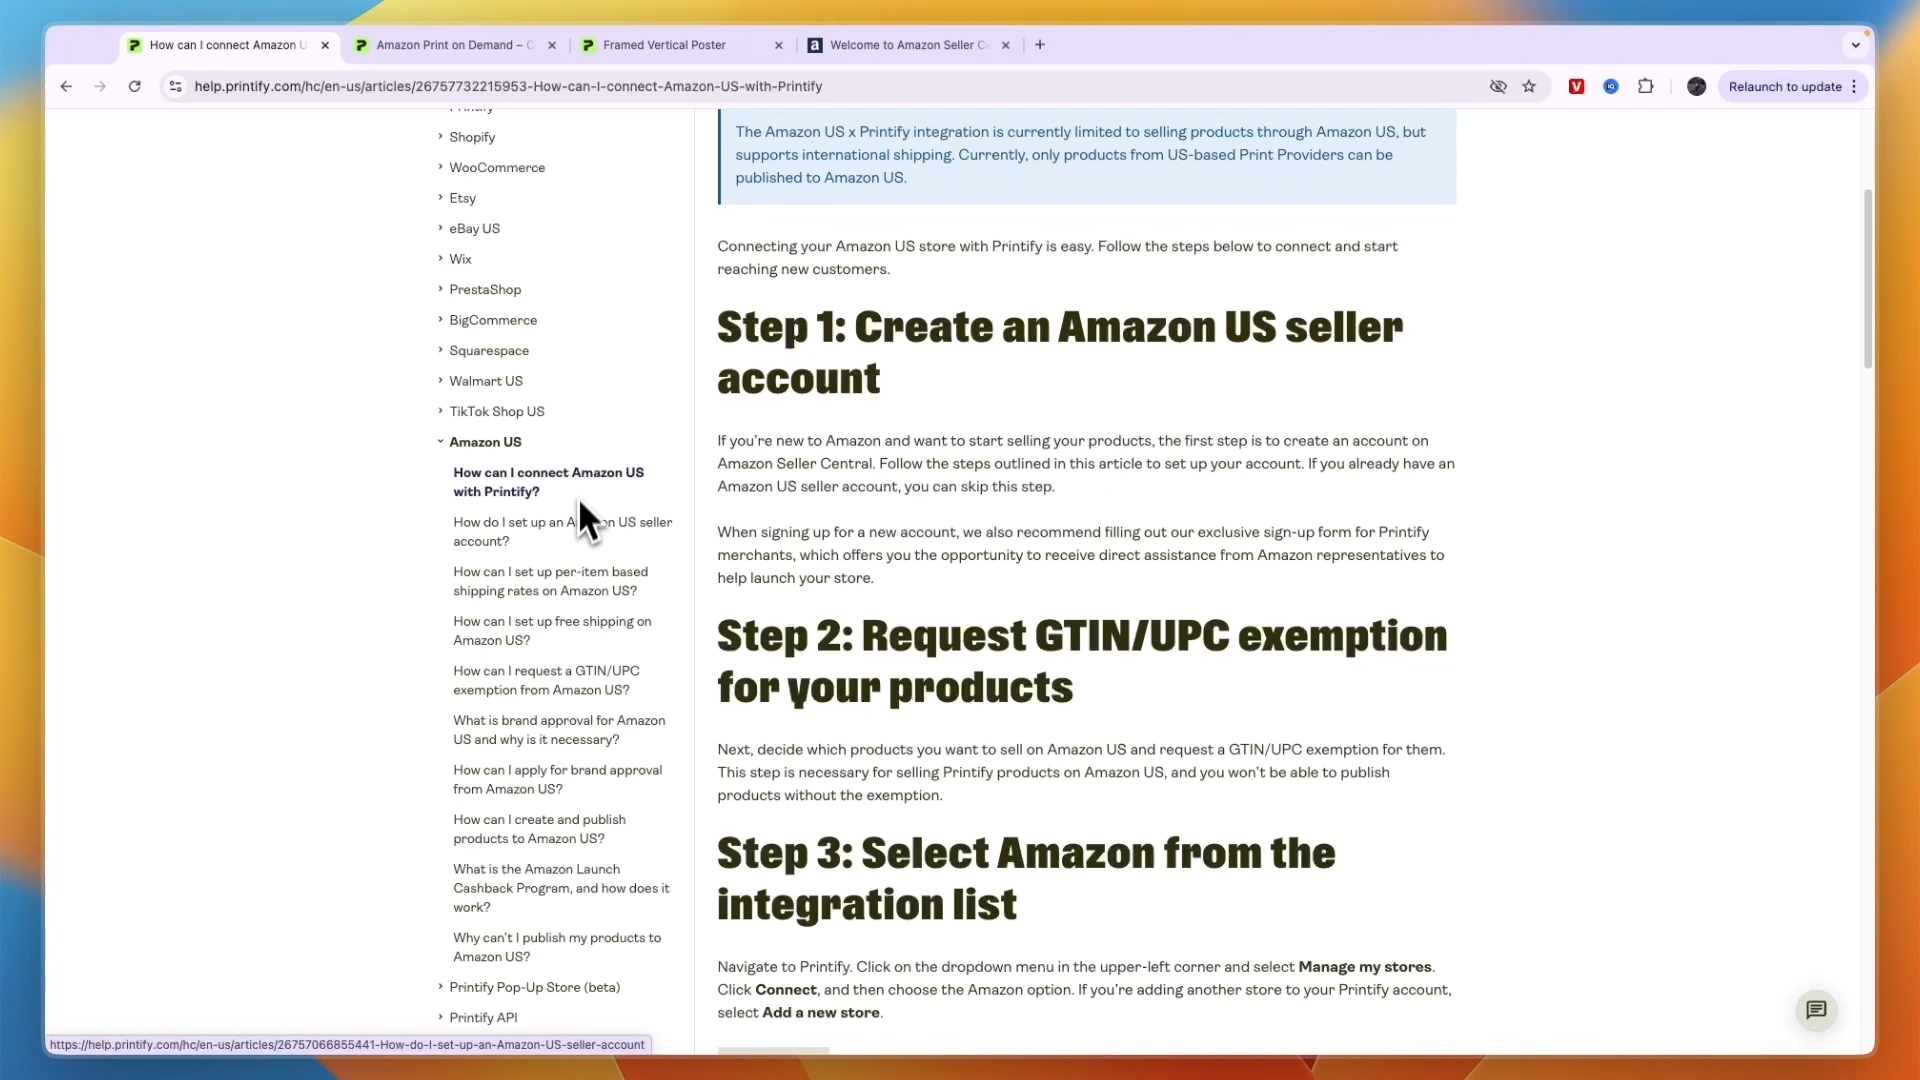 How can I connect Amazon U
Amazon Print on Demand – C
Framed Vertical Poster
Welcome to Amazon Seller C
help.printify.com/hc/en-us/articles/26757732215953-How-can-I-connect-Amazon-US-with-Printify
Relaunch to update
Printify
Shopify
WooCommerce
Etsy
eBay US
Wix
PrestaShop
BigCommerce
Squarespace
Walmart US
TikTok Shop US
Amazon US
How can I connect Amazon US
with Printify?
How do I set up an A on US seller
account?
How can I set up per-item based
shipping rates on Amazon US?
How can I set up free shipping on
Amazon US?
How can I request a GTIN/UPC
exemption from Amazon US?
What is brand approval for Amazon
US and why is it necessary?
How can I apply for brand approval
from Amazon US?
How can I create and publish
products to Amazon US?
What is the Amazon Launch
Cashback Program, and how does it
work?
Why can't I publish my products to
Amazon US?
Printify Pop-Up Store (beta)
Printify API
The Amazon US x Printify integration is currently limited to selling products through Amazon US, but
supports international shipping. Currently, only products from US-based Print Providers can be
published to Amazon US.
Connecting your Amazon US store with Printify is easy. Follow the steps below to connect and start
reaching new customers.
Step 1: Create an Amazon US seller
account
If you're new to Amazon and want to start selling your products, the first step is to create an account on
Amazon Seller Central. Follow the steps outlined in this article to set up your account. If you already have an
Amazon US seller account, you can skip this step.
When signing up for a new account, we also recommend filling out our exclusive sign-up form for Printify
merchants, which offers you the opportunity to receive direct assistance from Amazon representatives to
help launch your store.
Step 2: Request GTIN/UPC exemption
for your products
Next, decide which products you want to sell on Amazon US and request a GTIN/UPC exemption for them.
This step is necessary for selling Printify products on Amazon US, and you won't be able to publish
products without the exemption.
Step 3: Select Amazon from the
integration list
Navigate to Printify. Click on the dropdown menu in the upper-left corner and select Manage my stores.
Click Connect, and then choose the Amazon option. If you're adding another store to your Printify account,
select Add a new store.
https://help.printify.com/hc/en-us/articles/26757066855441-How-do-I-set-up-an-Amazon-US-seller-account